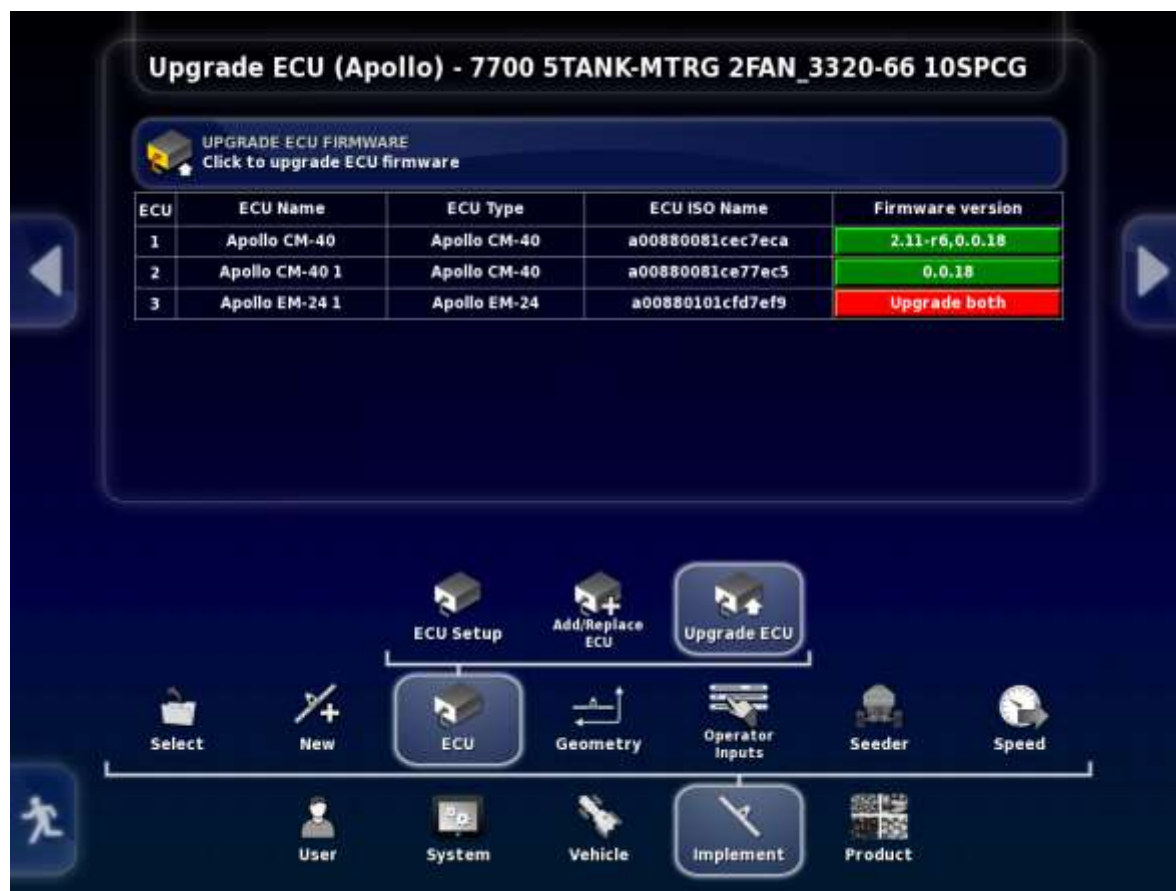 Upgrade ECU (Apollo) - 7700 5TANK-MTRG 2FAN_3320-66 10SPCG
UPGRADE ECU FIRMWARE
Click to upgrade ECU firmware
ECU ECU Name ECU Type ECU ISO Name Firmware version
1 Apollo CM-40 Apollo CM-40 a00880081cec7eca 2.11-r6,0.0.18
2 Apollo CM-40 1 Apollo CM-40 a00880081ce77ec5 0.0.18
3 Apollo EM-24 1 Apollo EM-24 a00880101cfd7ef9 Upgrade both
ECU Setup Add/Replace Upgrade ECU
ECU
Select New ECU Geometry Operator Seeder Speed
Inputs
User System Vehicle Implement Product